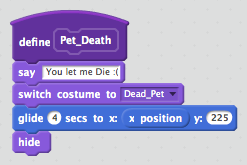 define Pet_Death
say You let me Die :(
switch costume to Dead_Pet
glide 4 secs to x: x position y: 225
hide